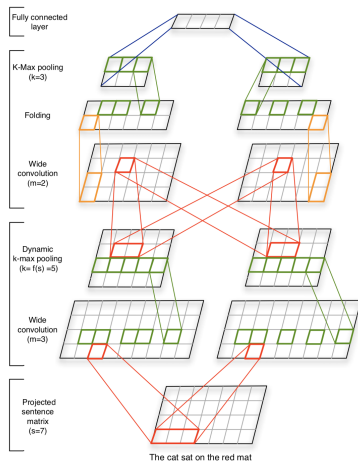 Fully connected
layer
K-Max pooling
(k=3)
Folding
Wide
convolution
(m=2)
Dynamic
k-max pooling
(k= f(s) =5)
Wide
convolution
(m=3)
Projected
sentence
matrix
(s=7)
The cat sat on the red mat